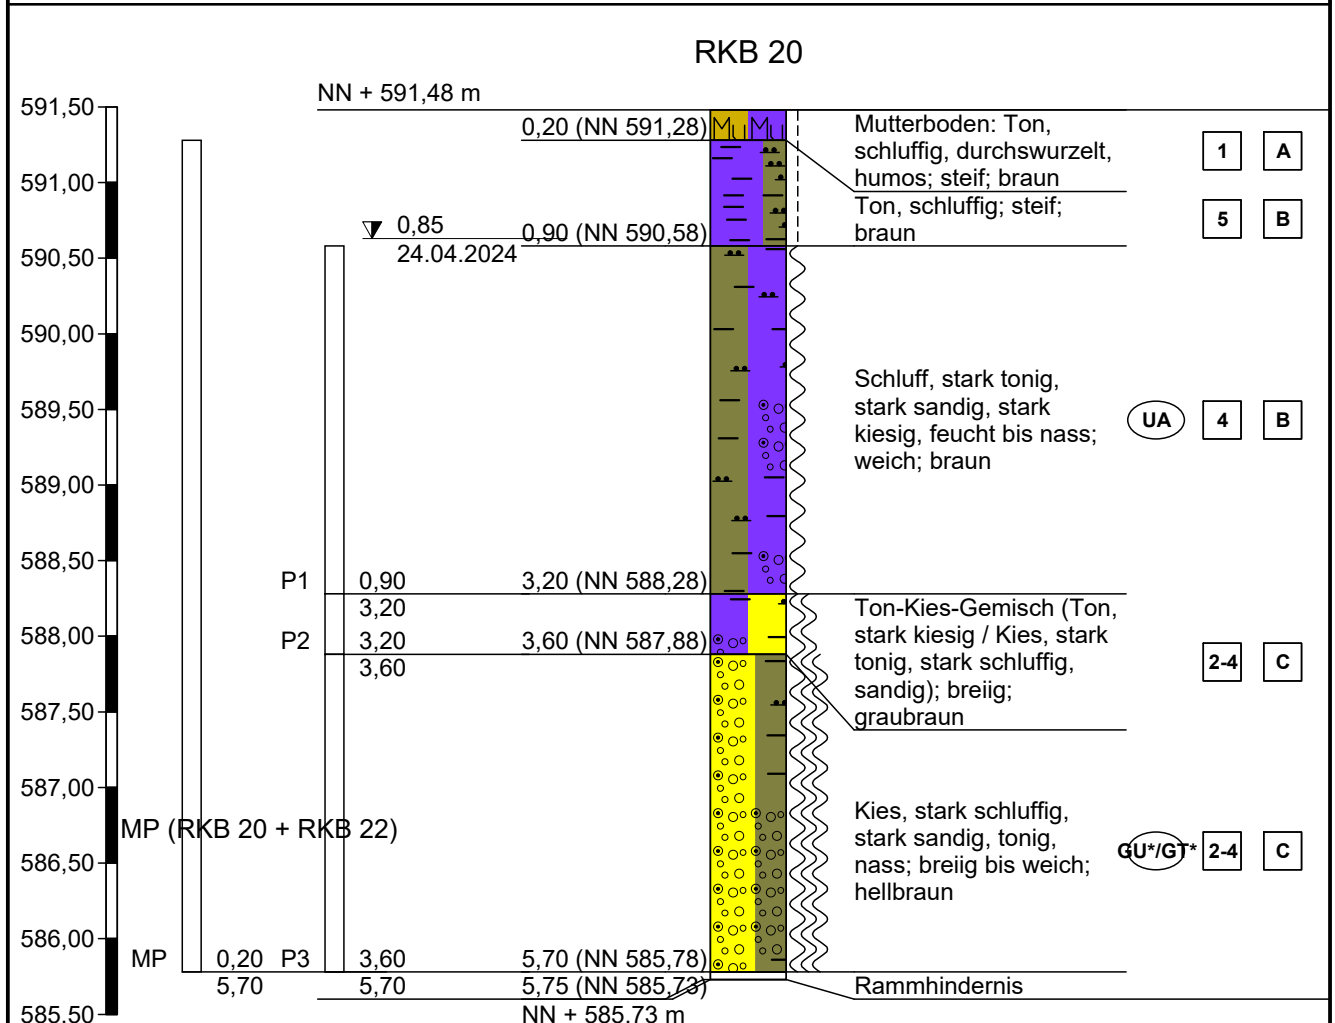 RKB 20
NN + 591,48 m
591,50
0,20 (NN 591,28)
Mu Mu
Mutterboden: Ton,
schluffig, durchswurzelt,
humos; steif; braun
1 A
591,00
Ton, schluffig; steif;
braun
5 B
0,85
0,90 (NN 590,58)
24.04.2024
590,50
590,00
589,50
Schluff, stark tonig,
stark sandig, stark
kiesig, feucht bis nass;
weich; braun
UA 4 B
589,00
588,50
P1 0,90 3,20 (NN 588,28)
3,20
588,00
P2 3,20 3,60 (NN 587,88)
3,60
Ton-Kies-Gemisch (Ton,
stark kiesig / Kies, stark
tonig, stark schluffig,
sandig); breiig;
graubraun
2-4 C
587,50
587,00
MP (RKB 20 + RKB 22)
586,50
Kies, stark schluffig,
stark sandig, tonig,
nass; breiig bis weich;
hellbraun
GU*/GT* 2-4 C
586,00
MP 0,20 P3 3,60 5,70 (NN 585,78)
5,70 5,70 5,75 (NN 585,73)
Rammhindernis
585,50
NN + 585,73 m